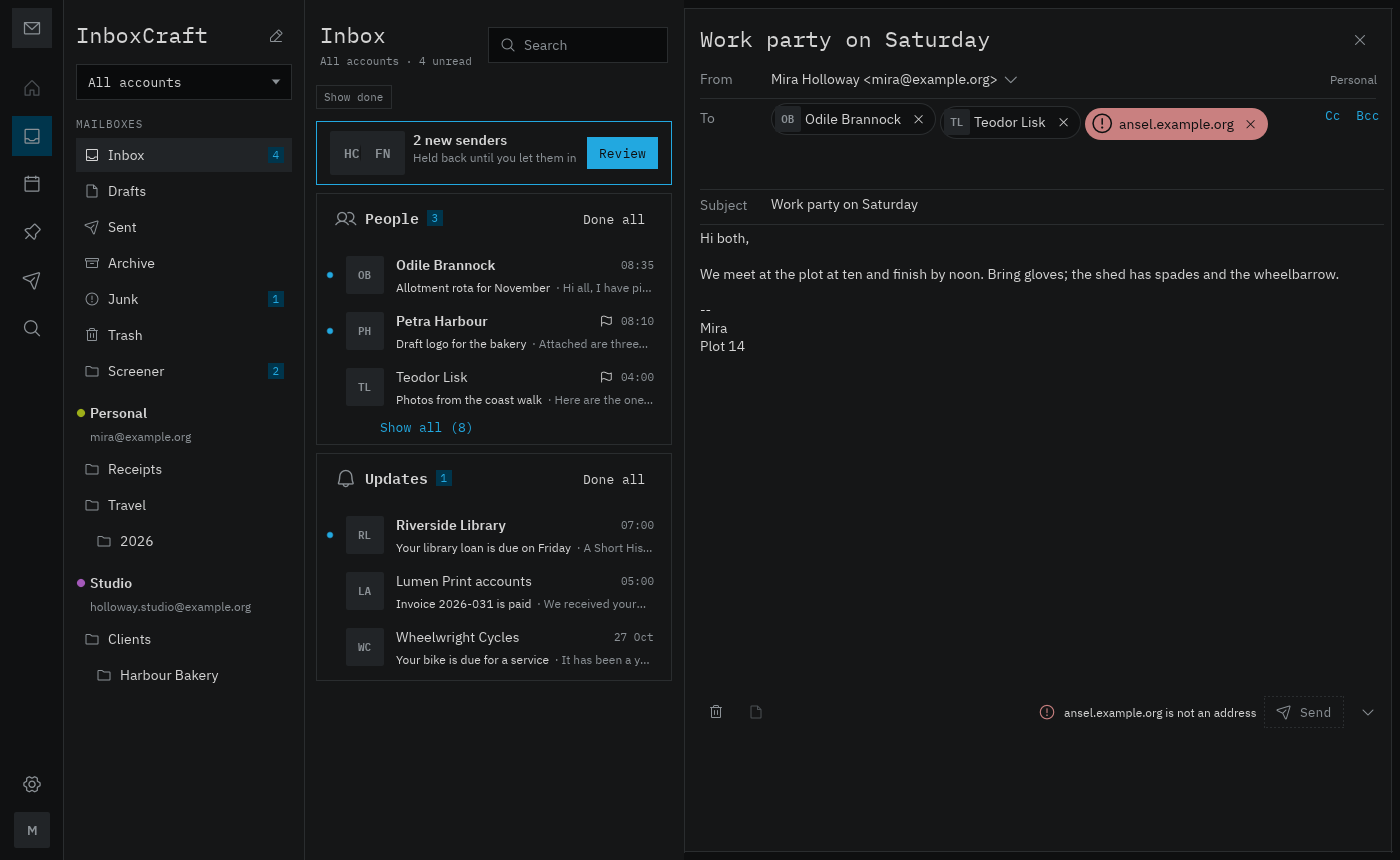 InboxCraft
All accounts
MAILBOXES
Inbox 4
Drafts
Sent
Archive
Junk 1
Trash
Screener 2
Personal
mira@example.org
Receipts
Travel
2026
Studio
holloway.studio@example.org
Clients
Harbour Bakery
M
Inbox
All accounts · 4 unread
Search
Show done
HC FN
2 new senders
Held back until you let them in
Review
People 3 Done all
OB Odile Brannock 08:35
Allotment rota for November · Hi all, I have pi…
PH Petra Harbour 08:10
Draft logo for the bakery · Attached are three…
TL Teodor Lisk 04:00
Photos from the coast walk · Here are the one…
Show all (8)
Updates 1 Done all
RL Riverside Library 07:00
Your library loan is due on Friday · A Short His…
LA Lumen Print accounts 05:00
Invoice 2026-031 is paid · We received your…
WC Wheelwright Cycles 27 Oct
Your bike is due for a service · It has been a y…
Work party on Saturday
From Mira Holloway <mira@example.org> Personal
To OB Odile Brannock TL Teodor Lisk ansel.example.org Cc Bcc
Subject Work party on Saturday
Hi both,
We meet at the plot at ten and finish by noon. Bring gloves; the shed has spades and the wheelbarrow.
--
Mira
Plot 14
ansel.example.org is not an address Send